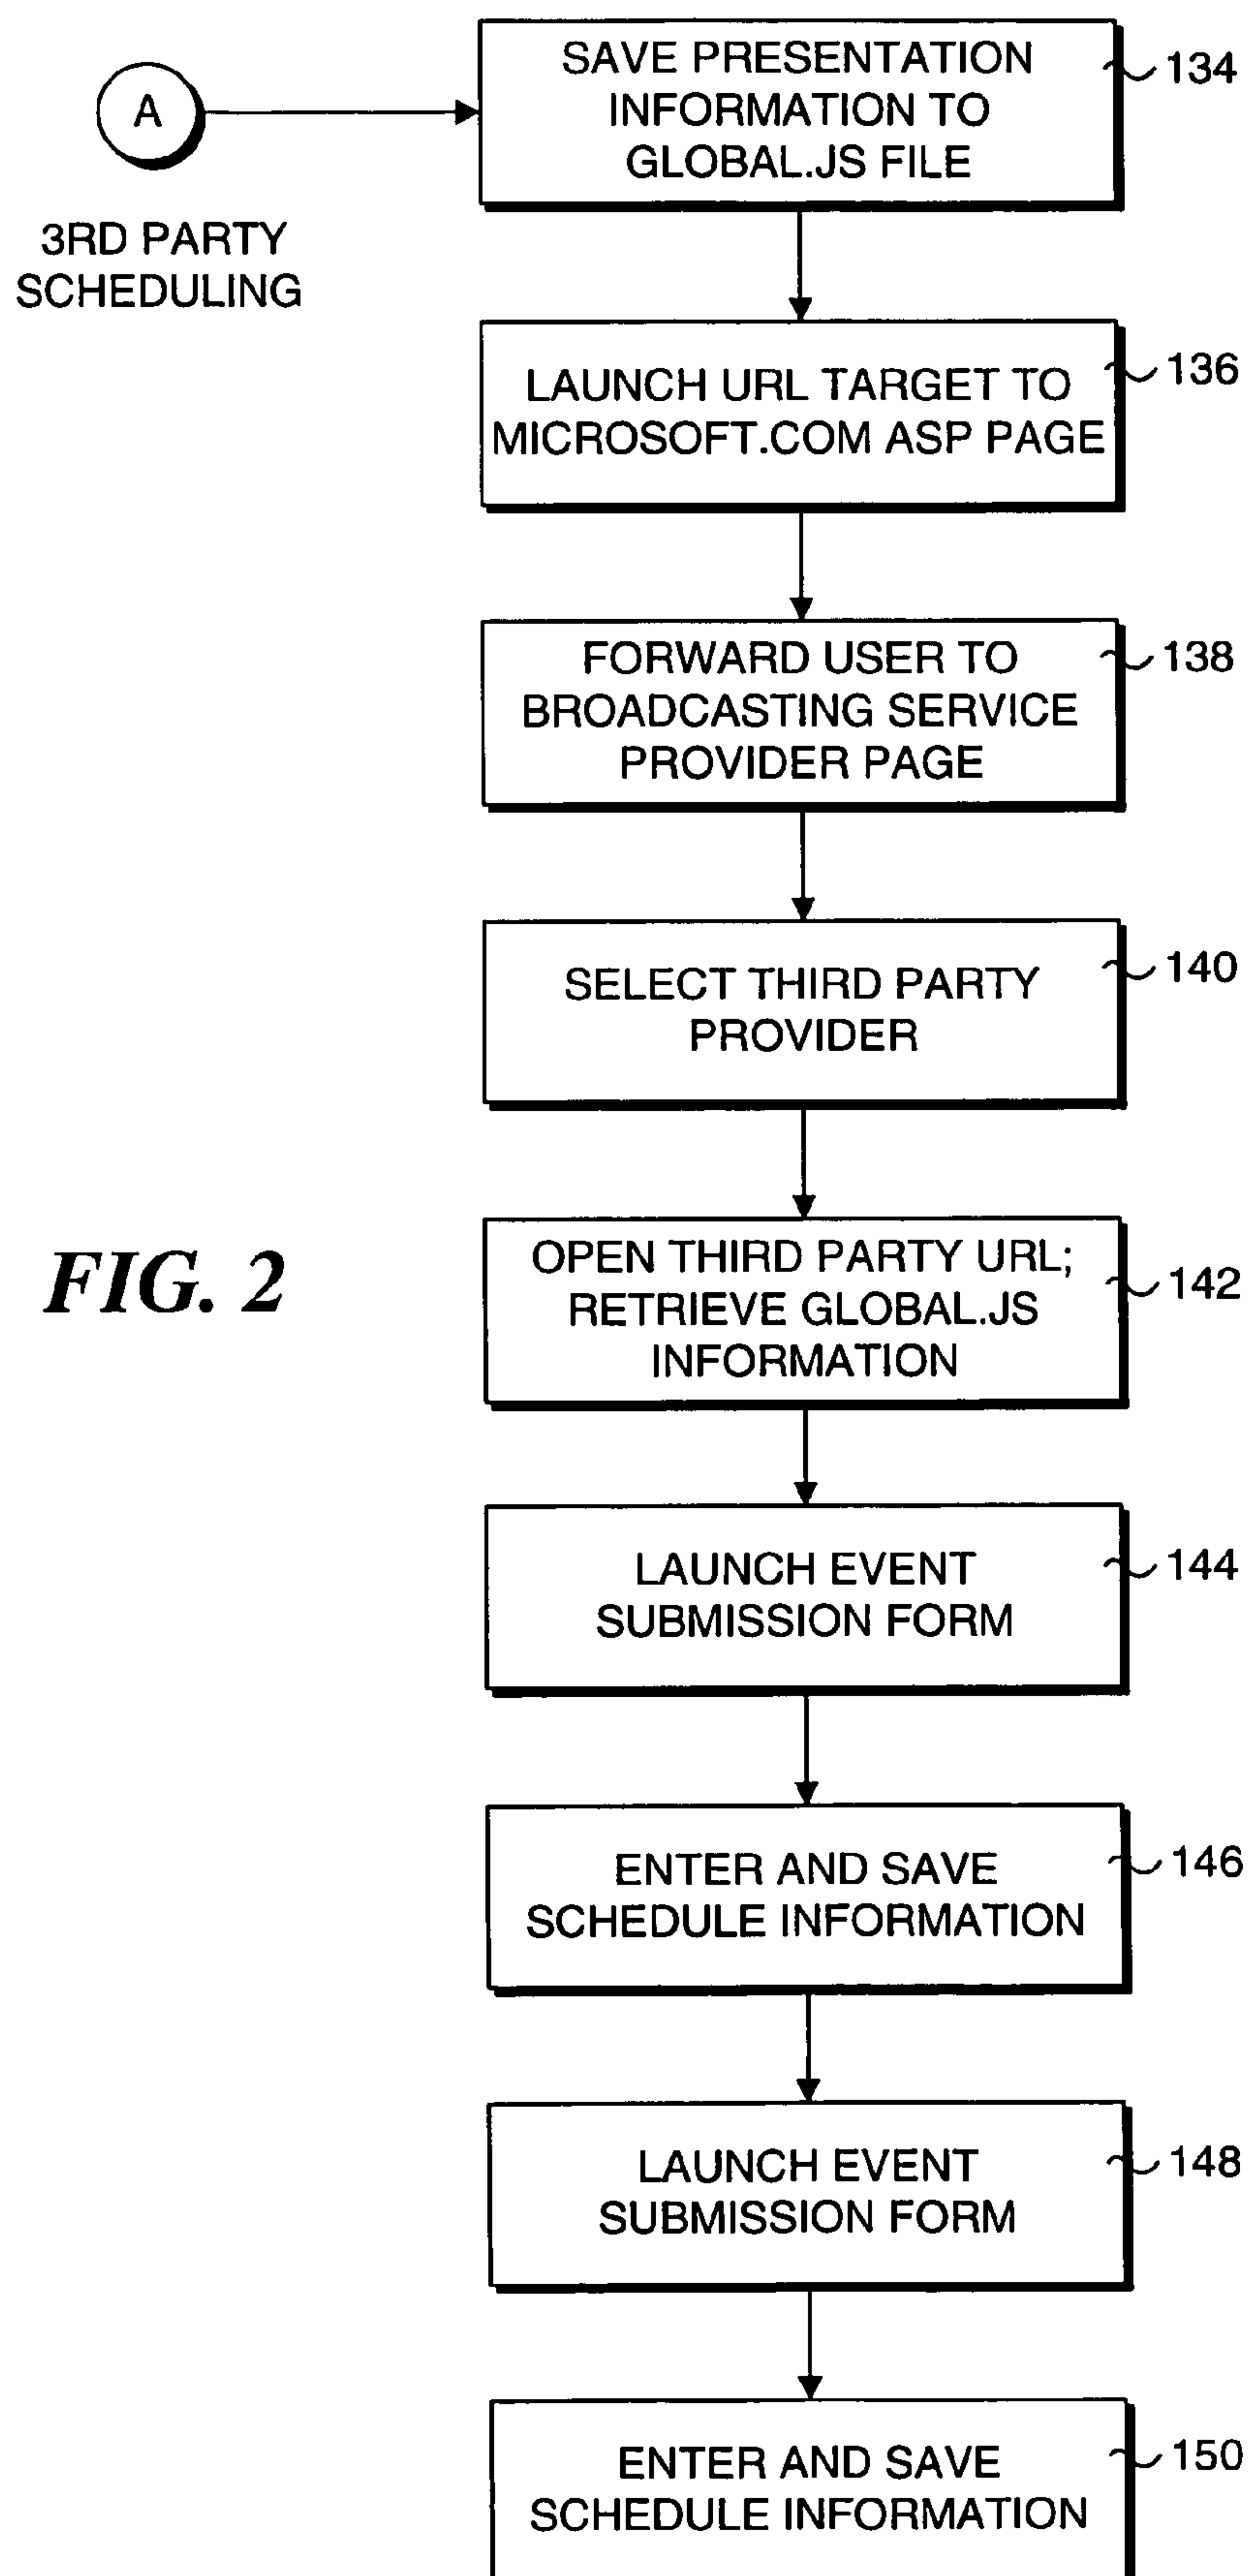 A
3RD PARTY
SCHEDULING
SAVE PRESENTATION
INFORMATION TO
GLOBAL.JS FILE
134
LAUNCH URL TARGET TO
MICROSOFT.COM ASP PAGE
136
FORWARD USER TO
BROADCASTING SERVICE
PROVIDER PAGE
138
SELECT THIRD PARTY
PROVIDER
140
FIG. 2
OPEN THIRD PARTY URL;
RETRIEVE GLOBAL.JS
INFORMATION
142
LAUNCH EVENT
SUBMISSION FORM
144
ENTER AND SAVE
SCHEDULE INFORMATION
146
LAUNCH EVENT
SUBMISSION FORM
148
ENTER AND SAVE
SCHEDULE INFORMATION
150